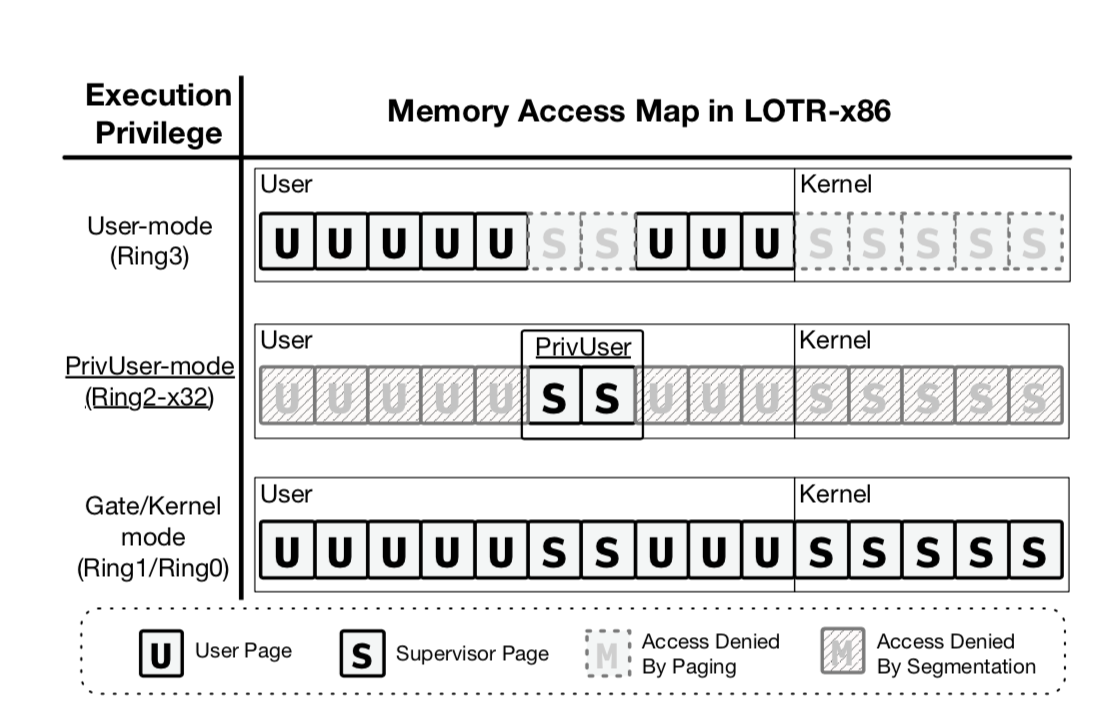 Execution
Privilege
Memory Access Map in LOTR-x86
User Kernel
User-mode
(Ring3)
U U U U U S S U U U S S S S S
User Kernel
PrivUser
PrivUser-mode
(Ring2-x32)
U U U U U S S U U U S S S S S
User Kernel
Gate/Kernel
mode
(Ring1/Ring0)
U U U U U S S U U U S S S S S
U User Page
S Supervisor Page
M Access Denied
By Paging
M Access Denied
By Segmentation